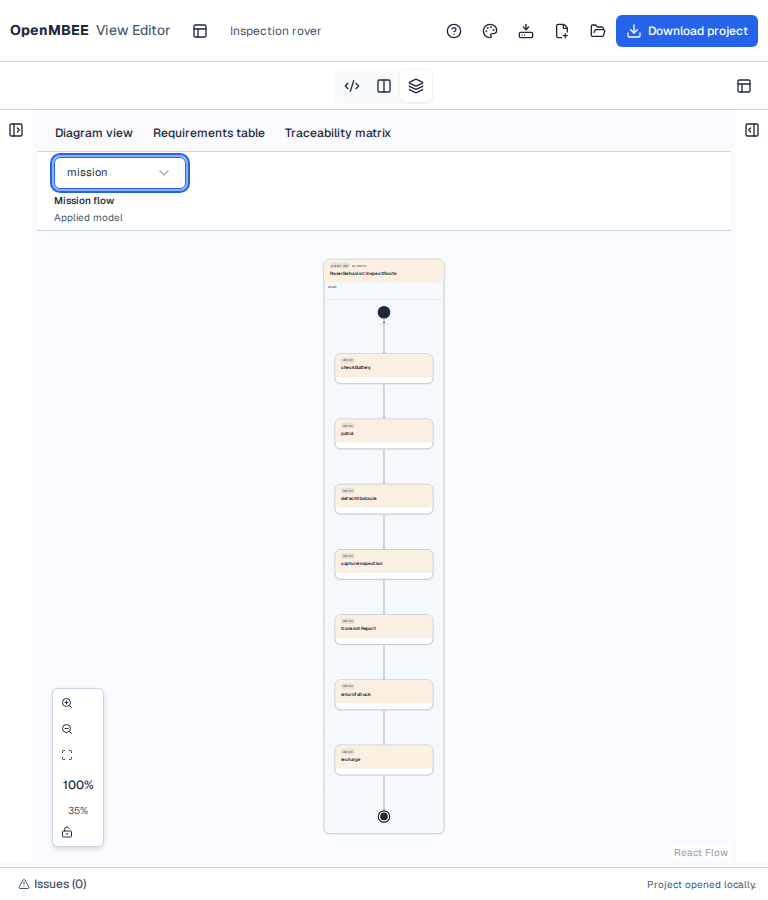 OpenMBEE View Editor
Inspection rover
Download project
Diagram view
Requirements table
Traceability matrix
mission
Mission flow
Applied model
RoverBehavior::InspectRoute
start
checkBattery
patrol
detectObstacle
captureInspection
transmitReport
returnToDock
recharge
100%
35%
React Flow
Issues (0)
Project opened locally.